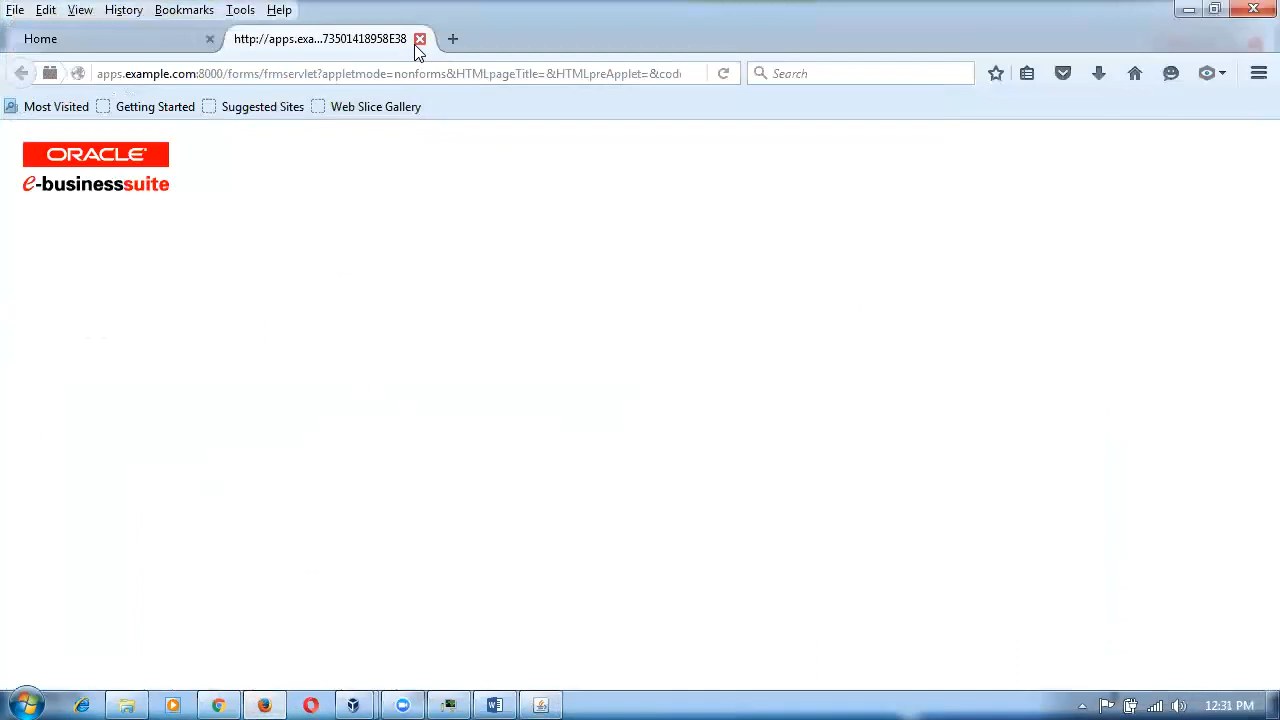 File Edit View History Bookmarks Tools Help
Home
http://apps.exa...73501418958E38
apps.example.com:8000/forms/frmservlet?appletmode=nonforms&HTMLpageTitle=&HTMLpreApplet=&code
Search
Most Visited Getting Started Suggested Sites Web Slice Gallery
ORACLE
e-businesssuite
12:31 PM